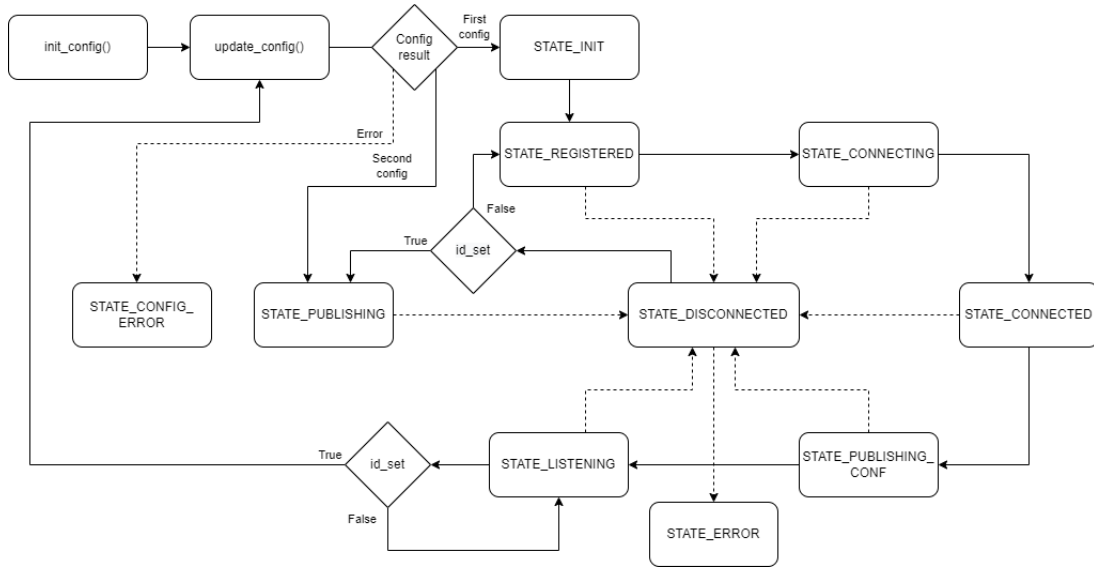 init_config()
update_config()
Config
result
First
config
STATE_INIT
Error
Second
config
STATE_REGISTERED
STATE_CONNECTING
False
True
id_set
STATE_CONFIG_
ERROR
STATE_PUBLISHING
STATE_DISCONNECTED
STATE_CONNECTED
True
id_set
STATE_LISTENING
STATE_PUBLISHING_
CONF
False
STATE_ERROR